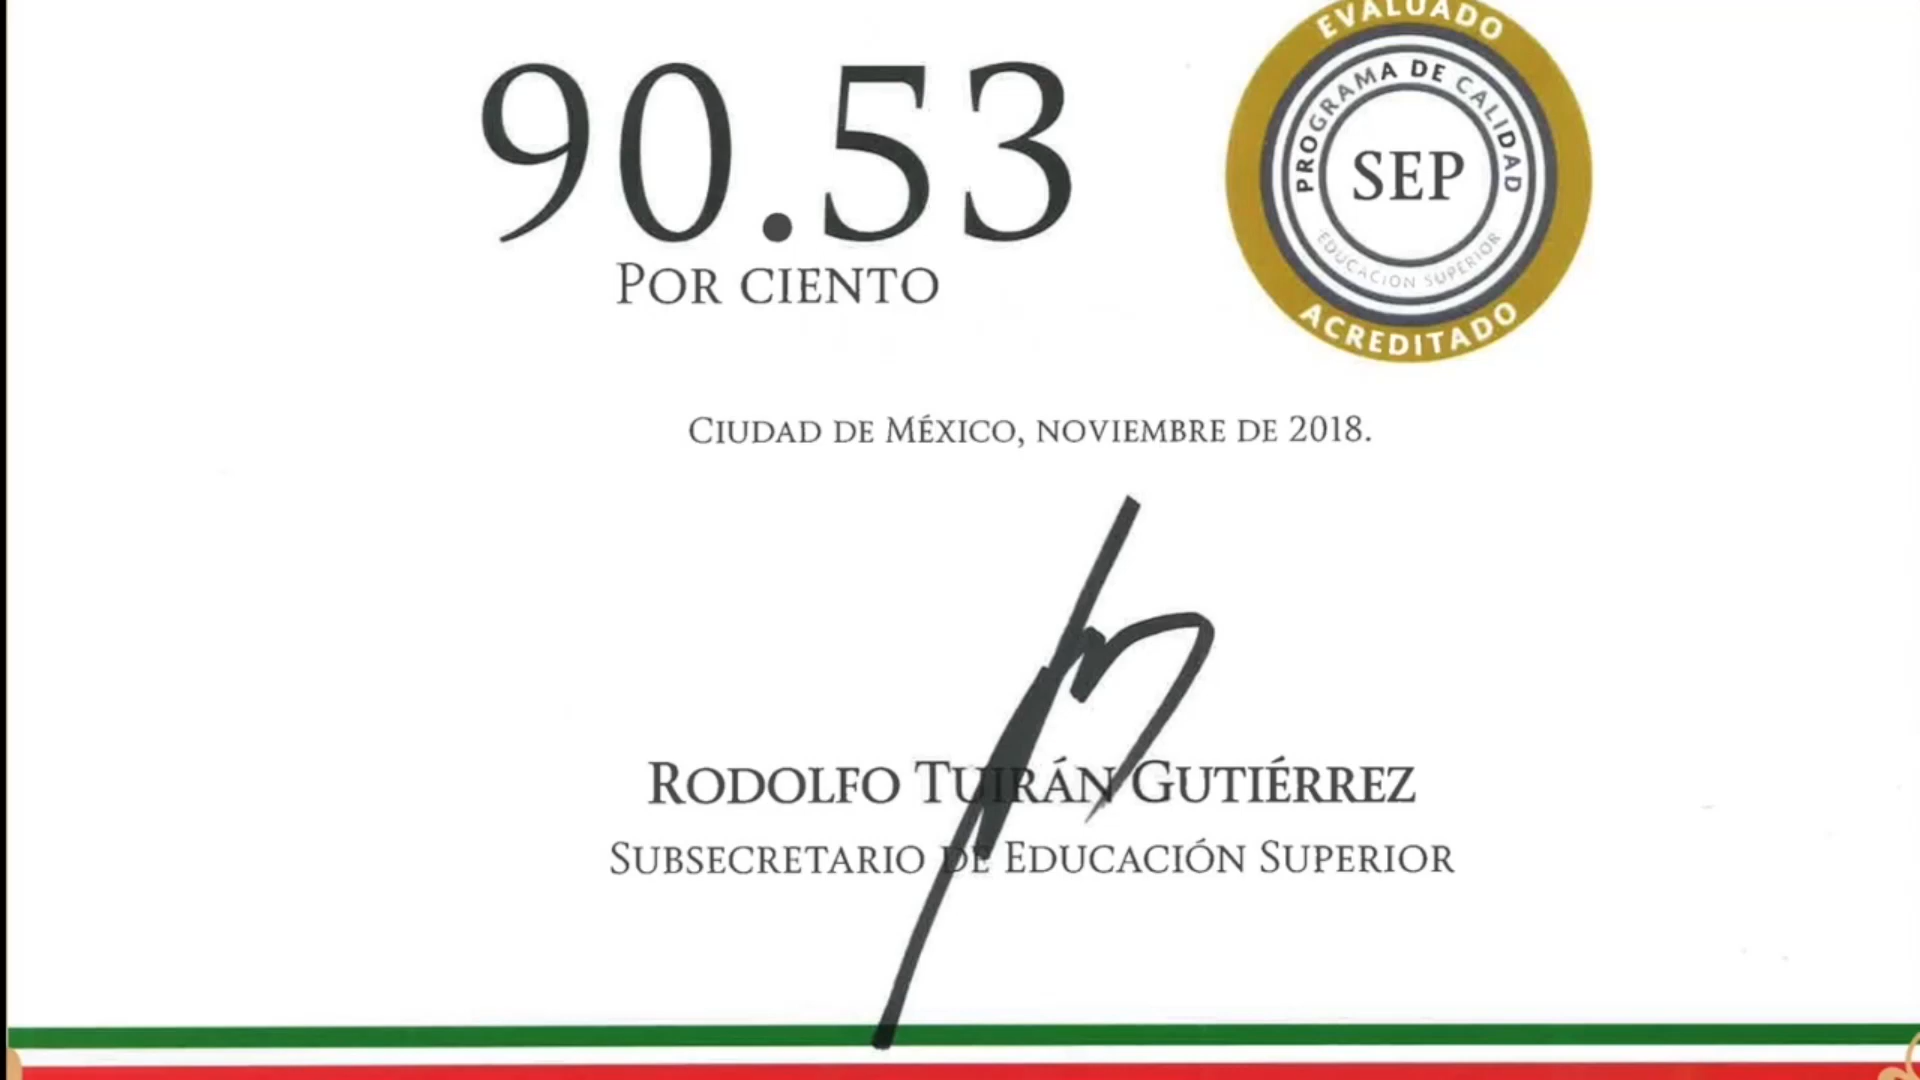 90.53
POR CIENTO
EVALUADO
PROGRAMA DE CALIDAD
SEP
EDUCACIÓN SUPERIOR
ACREDITADO
CIUDAD DE MÉXICO, NOVIEMBRE DE 2018.
RODOLFO TUIRÁN GUTIÉRREZ
SUBSECRETARIO DE EDUCACIÓN SUPERIOR